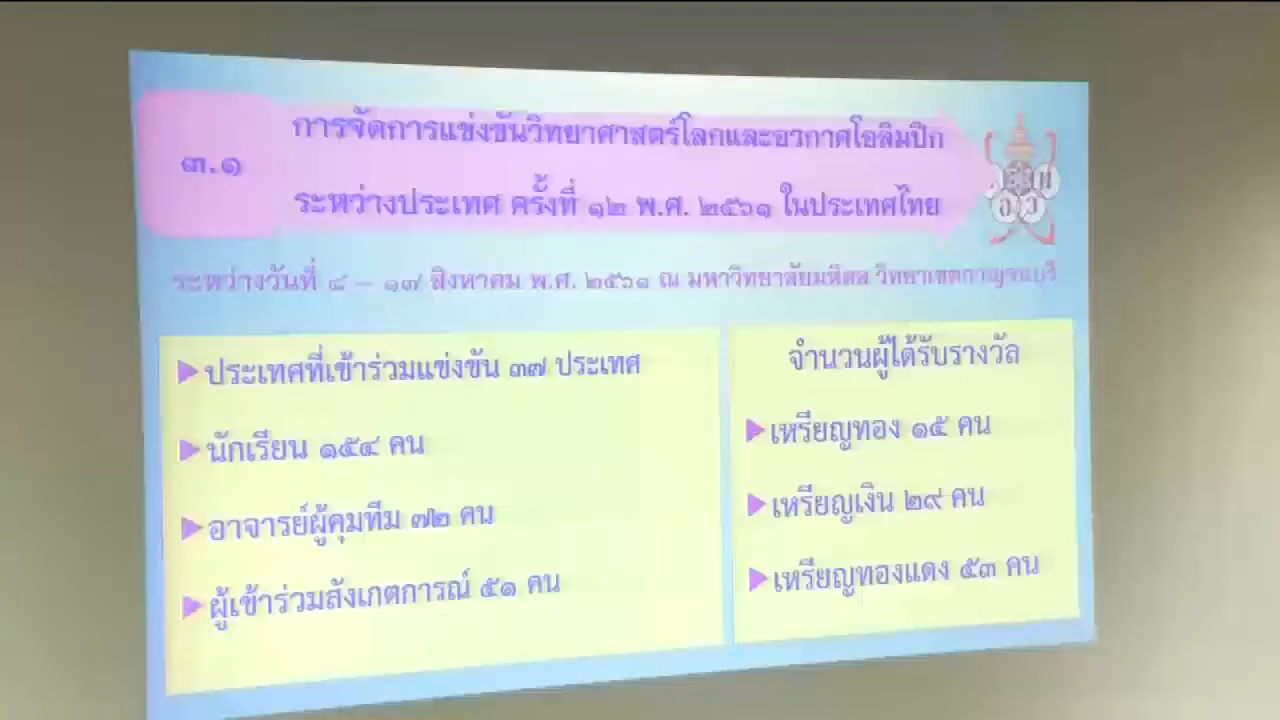 ๓.๑
การจัดการแข่งขันวิทยาศาสตร์โลกและอวกาศโอลิมปิก
ระหว่างประเทศ ครั้งที่ ๑๒ พ.ศ. ๒๕๖๑ ในประเทศไทย
ระหว่างวันที่ ๘ – ๑๗ สิงหาคม พ.ศ. ๒๕๖๑ ณ มหาวิทยาลัยมหิดล วิทยาเขตกาญจนบุรี
ประเทศที่เข้าร่วมแข่งขัน ๓๗ ประเทศ
นักเรียน ๑๕๔ คน
อาจารย์ผู้คุมทีม ๗๒ คน
ผู้เข้าร่วมสังเกตการณ์ ๕๑ คน
จำนวนผู้ได้รับรางวัล
เหรียญทอง ๑๕ คน
เหรียญเงิน ๒๙ คน
เหรียญทองแดง ๕๓ คน